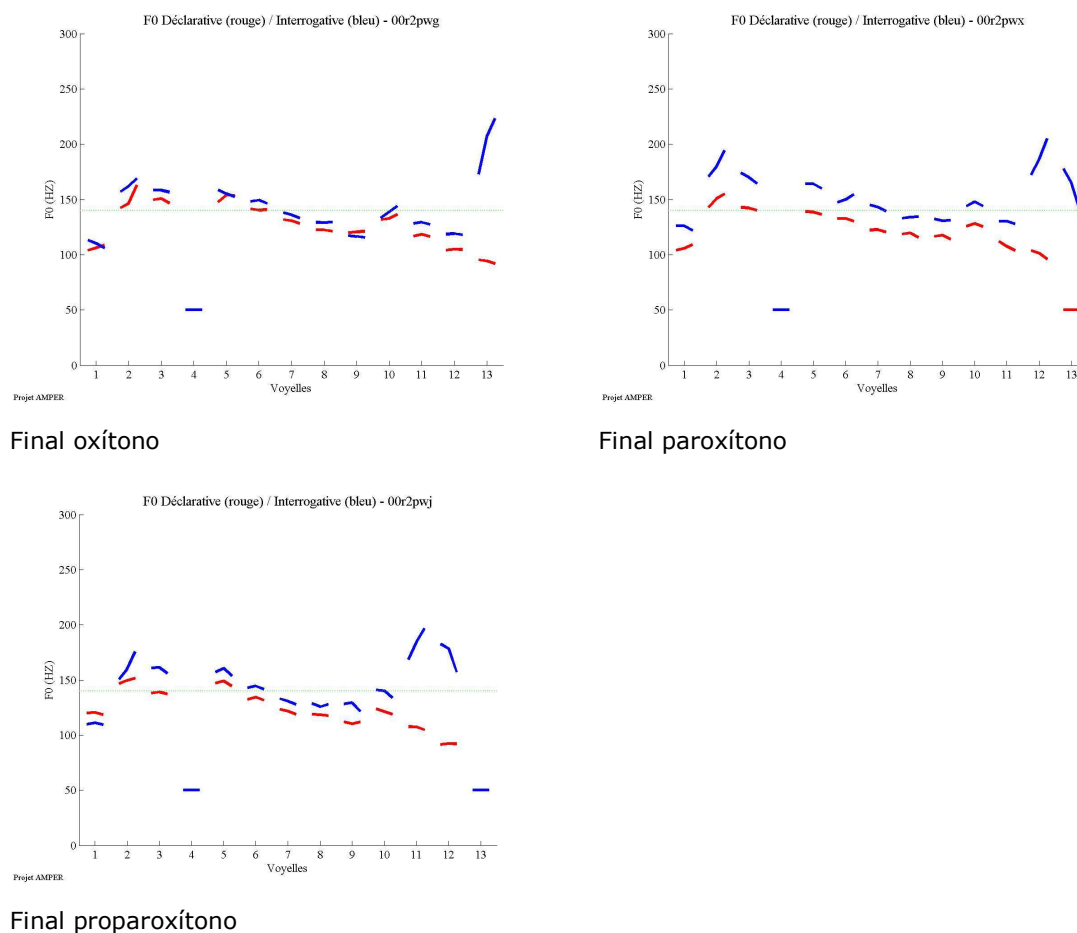 F0 Déclarative (rouge) / Interrogative (bleu) - 00r2pwg
300
250
200
150
100
50
0
F0 (HZ)
1 2 3 4 5 6 7 8 9 10 11 12 13
Voyelles
Projet AMPER
Final oxítono
F0 Déclarative (rouge) / Interrogative (bleu) - 00r2pwx
300
250
200
150
100
50
0
F0 (HZ)
1 2 3 4 5 6 7 8 9 10 11 12 13
Voyelles
Projet AMPER
Final paroxítono
F0 Déclarative (rouge) / Interrogative (bleu) - 00r2pwj
300
250
200
150
100
50
0
F0 (HZ)
1 2 3 4 5 6 7 8 9 10 11 12 13
Voyelles
Projet AMPER
Final proparoxítono